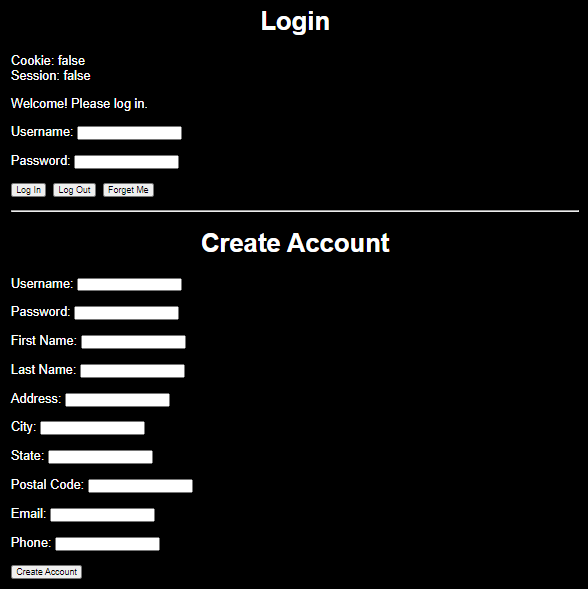 Login
Cookie: false
Session: false
Welcome! Please log in.
Username:
Password:
Log In Log Out Forget Me
Create Account
Username:
Password:
First Name:
Last Name:
Address:
City:
State:
Postal Code:
Email:
Phone:
Create Account